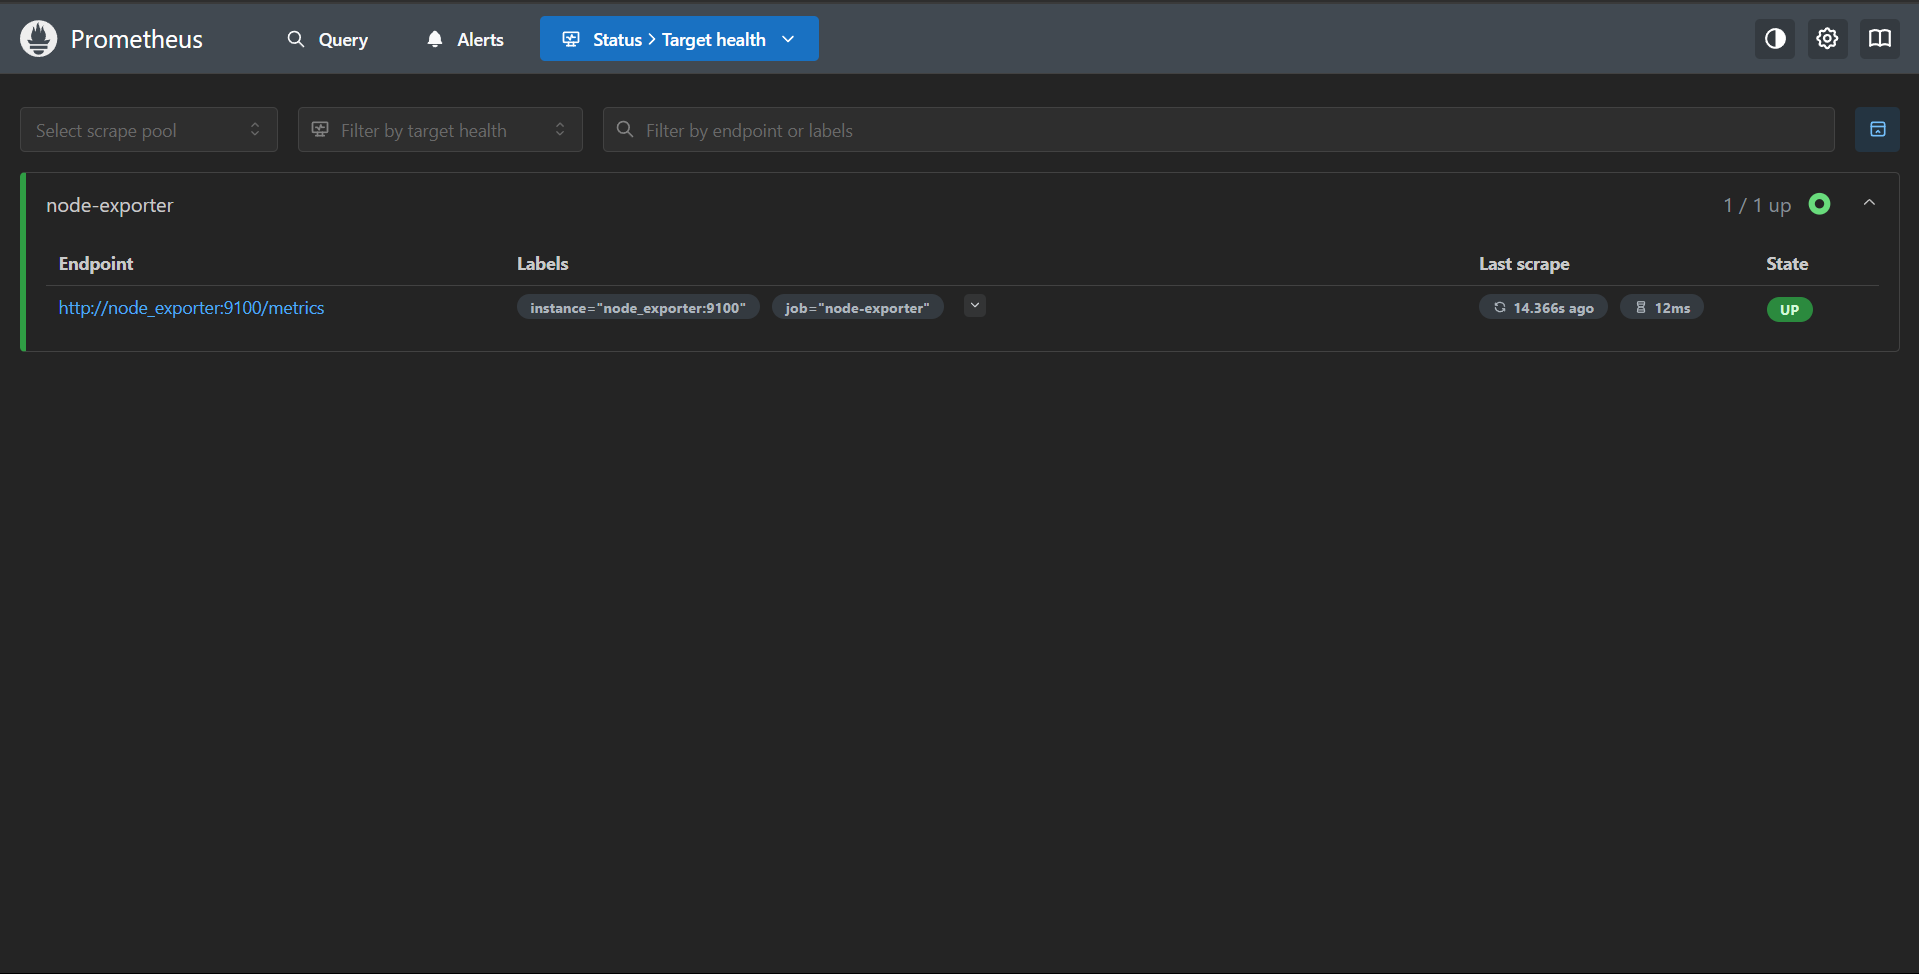 Prometheus Query Alerts Status > Target health
Select scrape pool Filter by target health Filter by endpoint or labels
node-exporter 1 / 1 up
Endpoint Labels Last scrape State
http://node_exporter:9100/metrics instance="node_exporter:9100" job="node-exporter" 14.366s ago 12ms UP